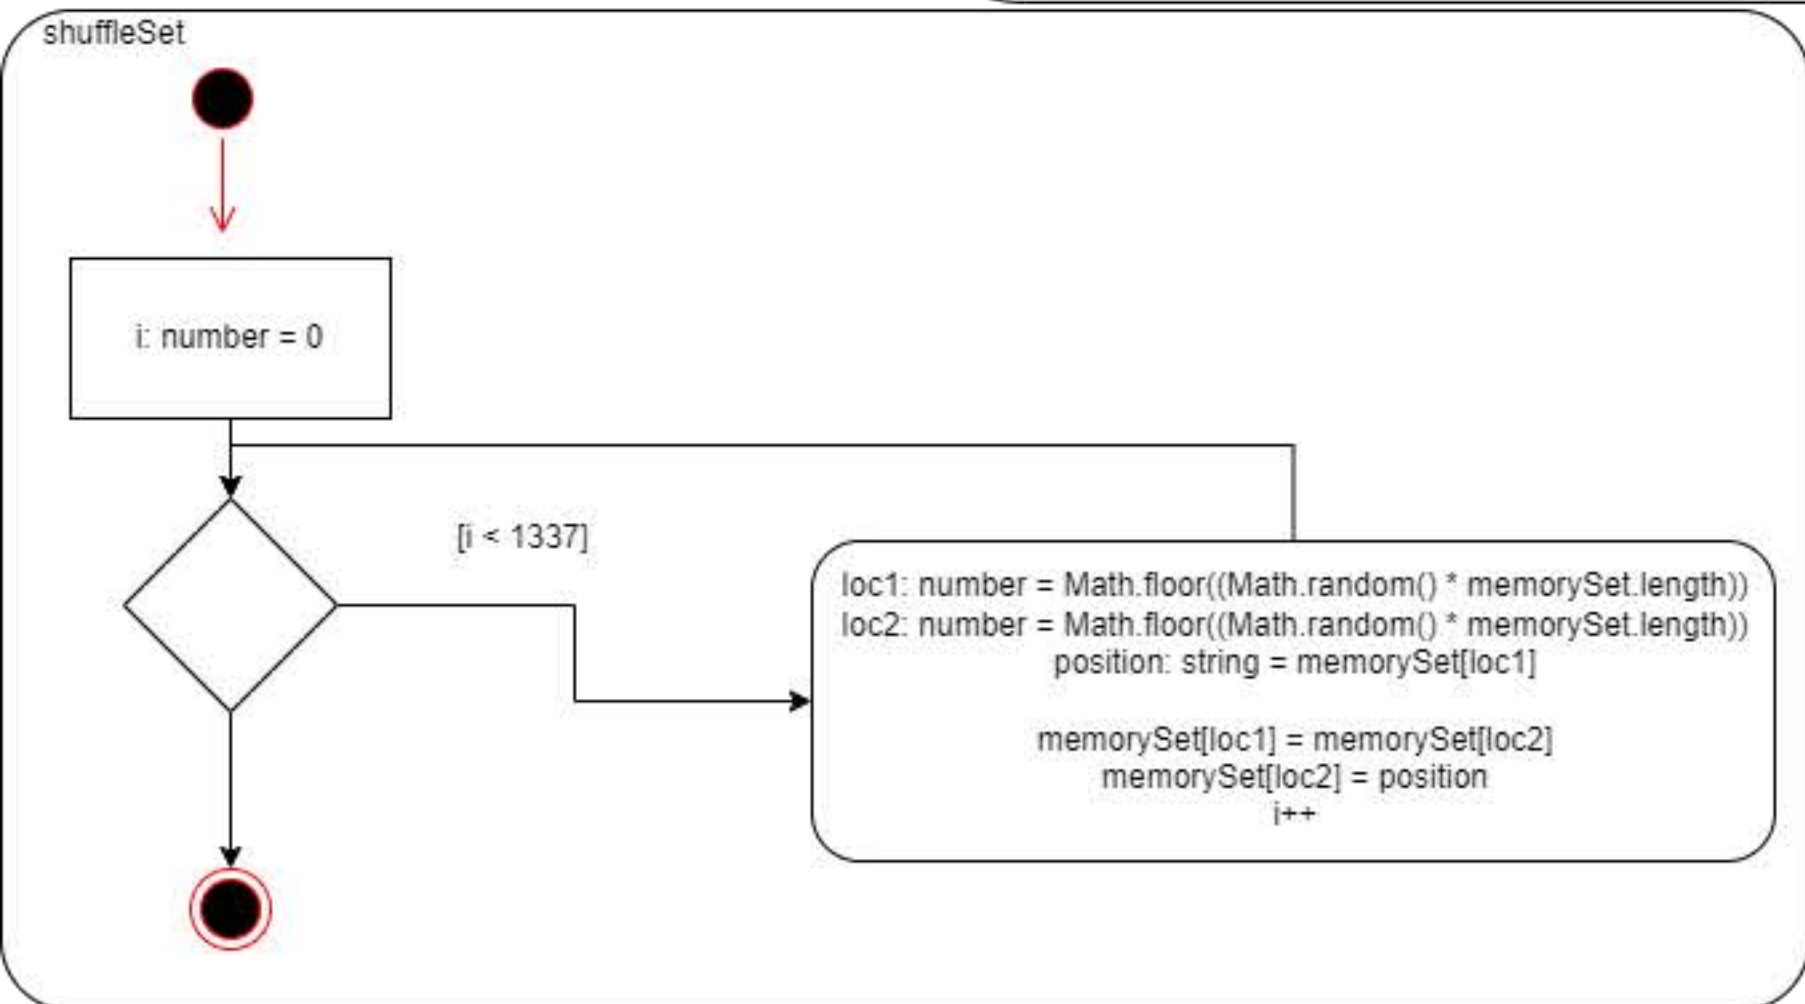 shuffleSet
i: number = 0
[i < 1337]
loc1: number = Math.floor((Math.random() * memorySet.length))
loc2: number = Math.floor((Math.random() * memorySet.length))
position: string = memorySet[loc1]
memorySet[loc1] = memorySet[loc2]
memorySet[loc2] = position
i++